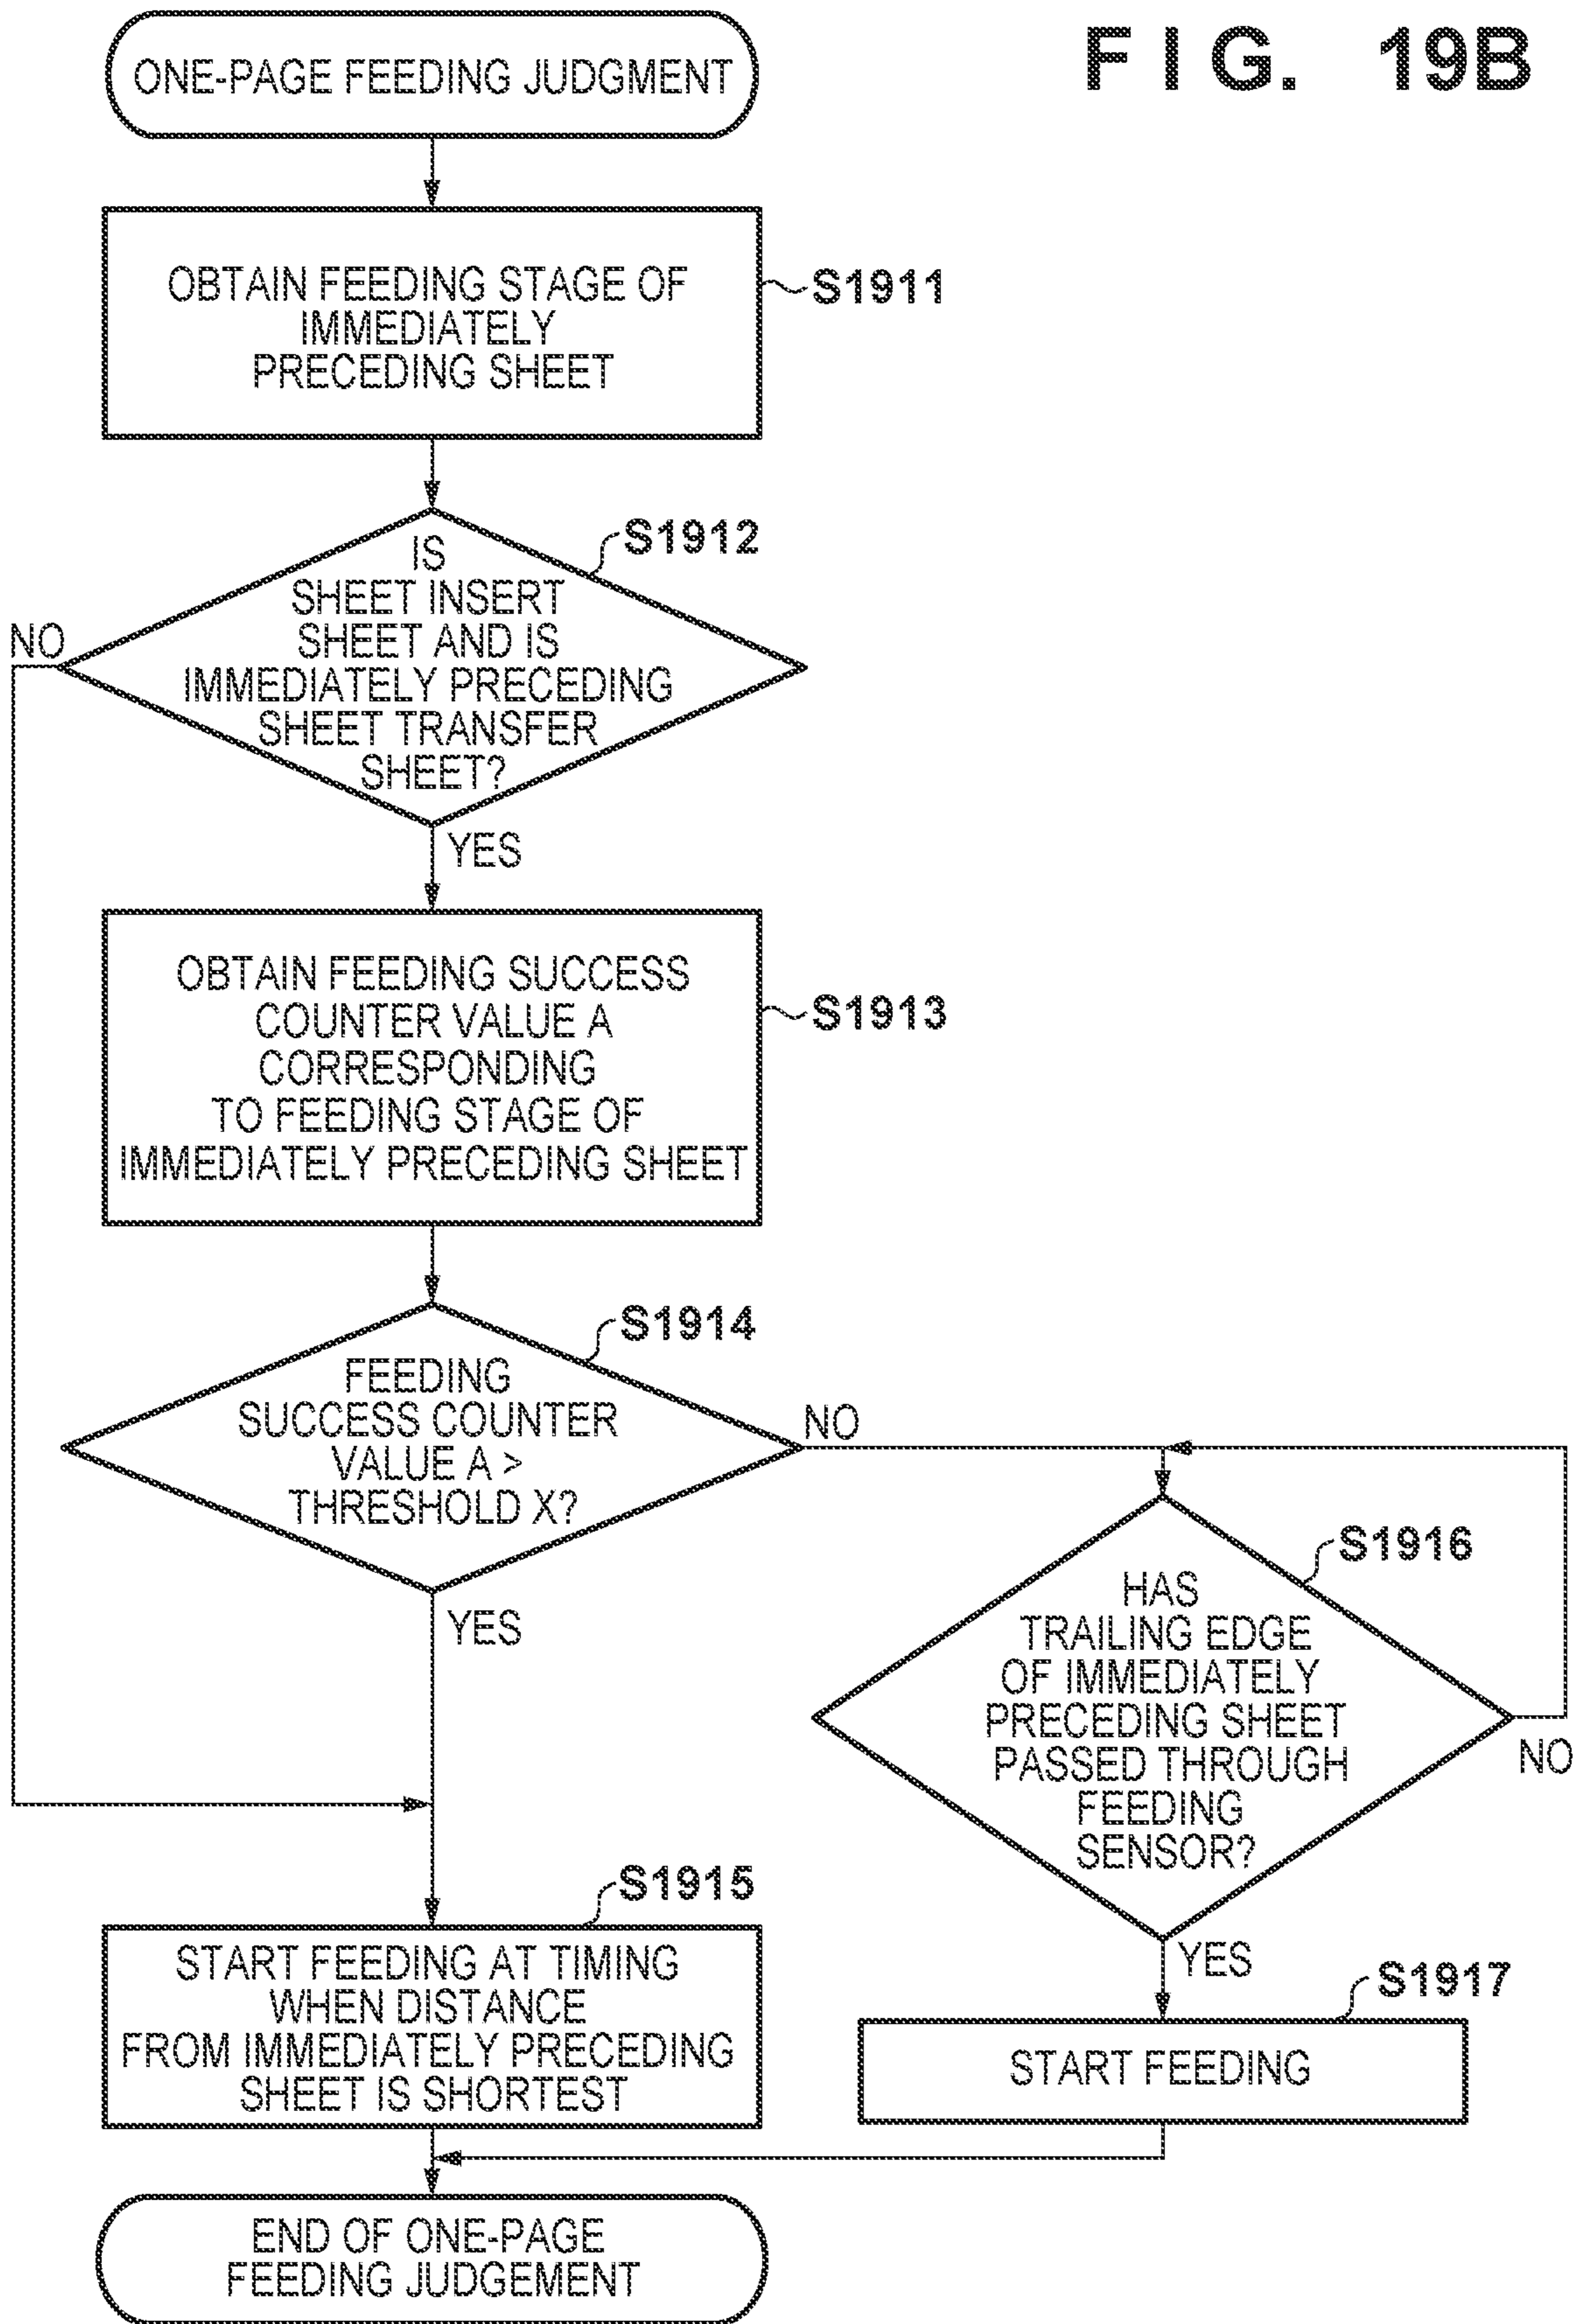 FIG. 19B
ONE-PAGE FEEDING JUDGMENT
OBTAIN FEEDING STAGE OF
IMMEDIATELY
PRECEDING SHEET
S1911
S1912
IS
SHEET INSERT
SHEET AND IS
IMMEDIATELY PRECEDING
SHEET TRANSFER
SHEET?
NO
YES
OBTAIN FEEDING SUCCESS
COUNTER VALUE A
CORRESPONDING
TO FEEDING STAGE OF
IMMEDIATELY PRECEDING SHEET
S1913
S1914
FEEDING
SUCCESS COUNTER
VALUE A >
THRESHOLD X?
NO
YES
S1916
HAS
TRAILING EDGE
OF IMMEDIATELY
PRECEDING SHEET
PASSED THROUGH
FEEDING
SENSOR?
NO
YES
S1915
START FEEDING AT TIMING
WHEN DISTANCE
FROM IMMEDIATELY PRECEDING
SHEET IS SHORTEST
S1917
START FEEDING
END OF ONE-PAGE
FEEDING JUDGEMENT